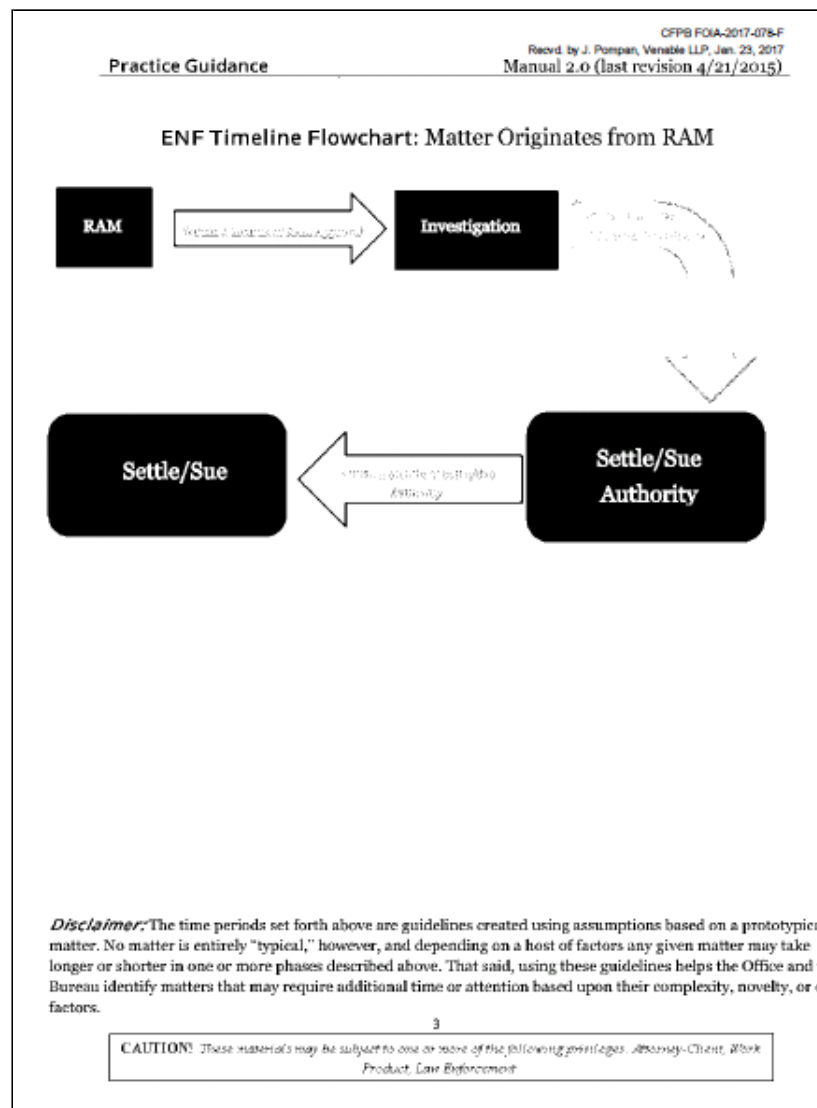 CFPB FOIA-2017-078-F
Recvd. by J. Pompan, Venable LLP, Jan. 23, 2017
Practice Guidance
Manual 2.0 (last revision 4/21/2015)
ENF Timeline Flowchart: Matter Originates from RAM
RAM
Investigation
Settle/Sue
Authority
Authority
Settle/Sue
Disclaimer: The time periods set forth above are guidelines created using assumptions based on a prototypica
matter. No matter is entirely “typical,” however, and depending on a host of factors any given matter may take
longer or shorter in one or more phases described above. That said, using these guidelines helps the Office and
Bureau identify matters that may require additional time or attention based upon their complexity, novelty, or
factors.
3
CAUTION! These materials may be subject to one or more of the following privileges: Attorney-Client, Work
Product, Law Enforcement